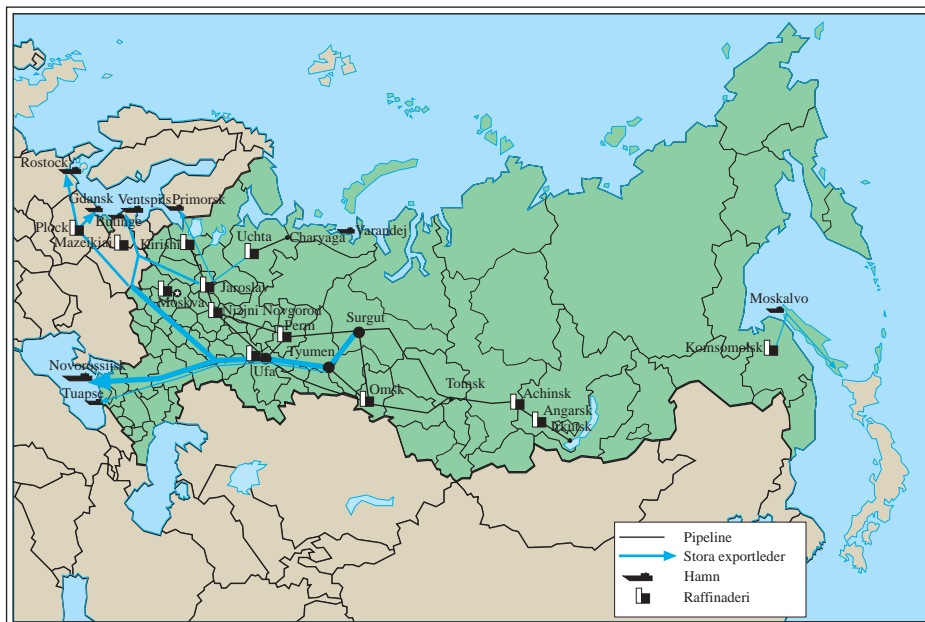 Rostock
Gdansk
Ventspils
Primorsk
Butinge
Plock
Mazeikiai
Kirishi
Uchta
Charyaga
Varandej
Jaroslav
Moskva
Nizjni Novgorod
Perm
Surgut
Moskalvo
Komsomolsk
Novorossijsk
Tyumen
Ufa
Tuapse
Omsk
Tomsk
Achinsk
Angarsk
Irkutsk
Pipeline
Stora exportleder
Hamn
Raffinaderi